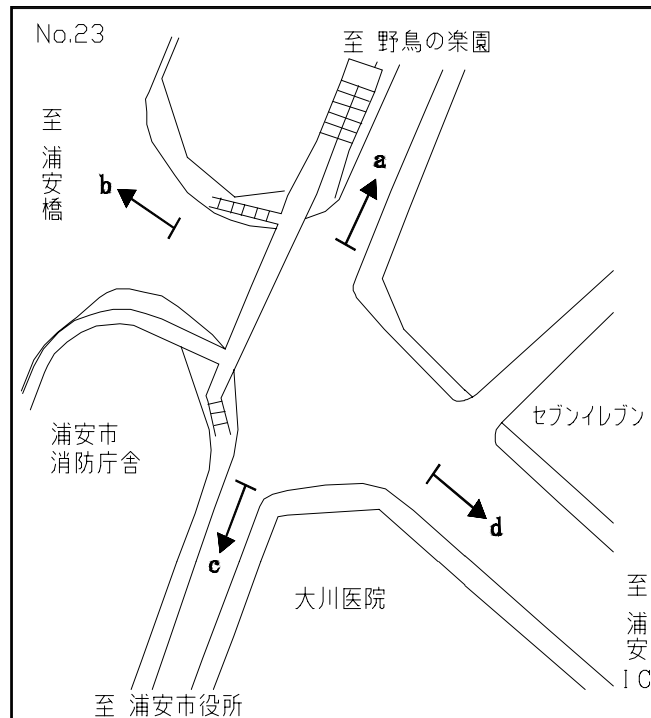 No.23
至 野鳥の楽園
至 浦安橋
a
b
セブンイレブン
浦安市
消防庁舎
d
c
大川医院
至 浦安IC
至 浦安市役所